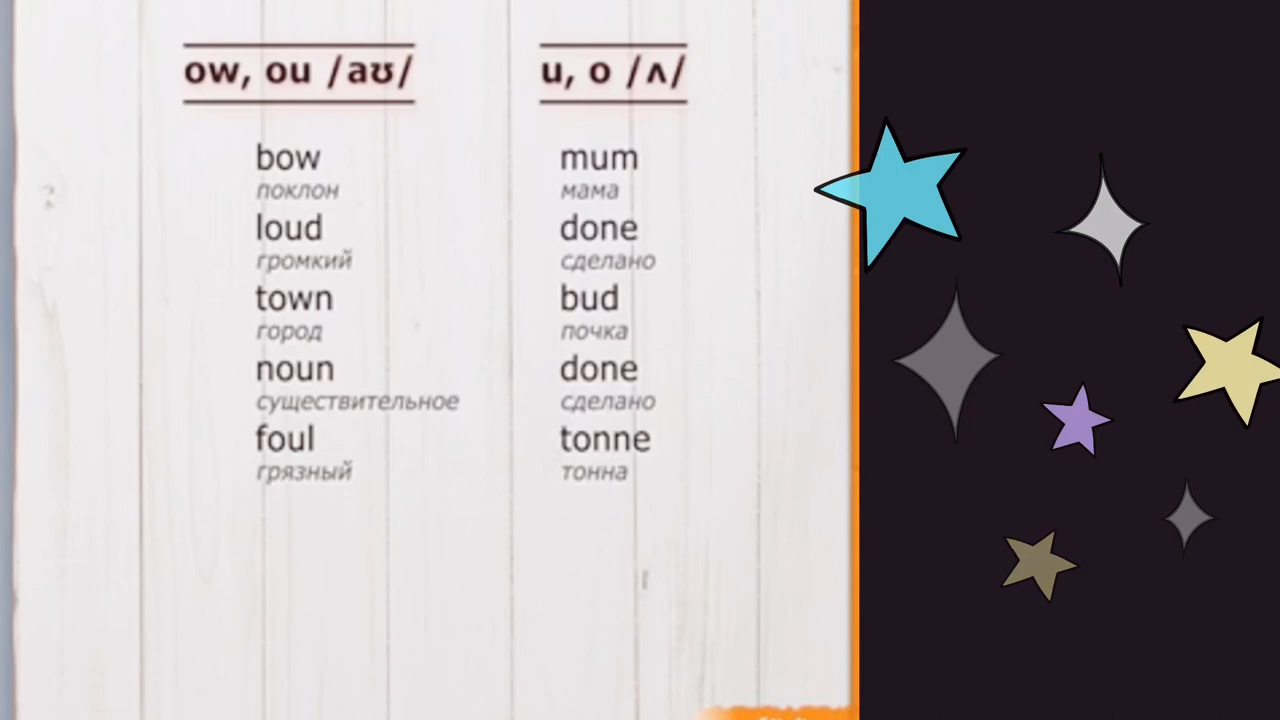 ow, ou /aʊ/
bow
поклон
loud
громкий
town
город
noun
существительное
foul
грязный
u, o /ʌ/
mum
мама
done
сделано
bud
почка
done
сделано
tonne
тонна